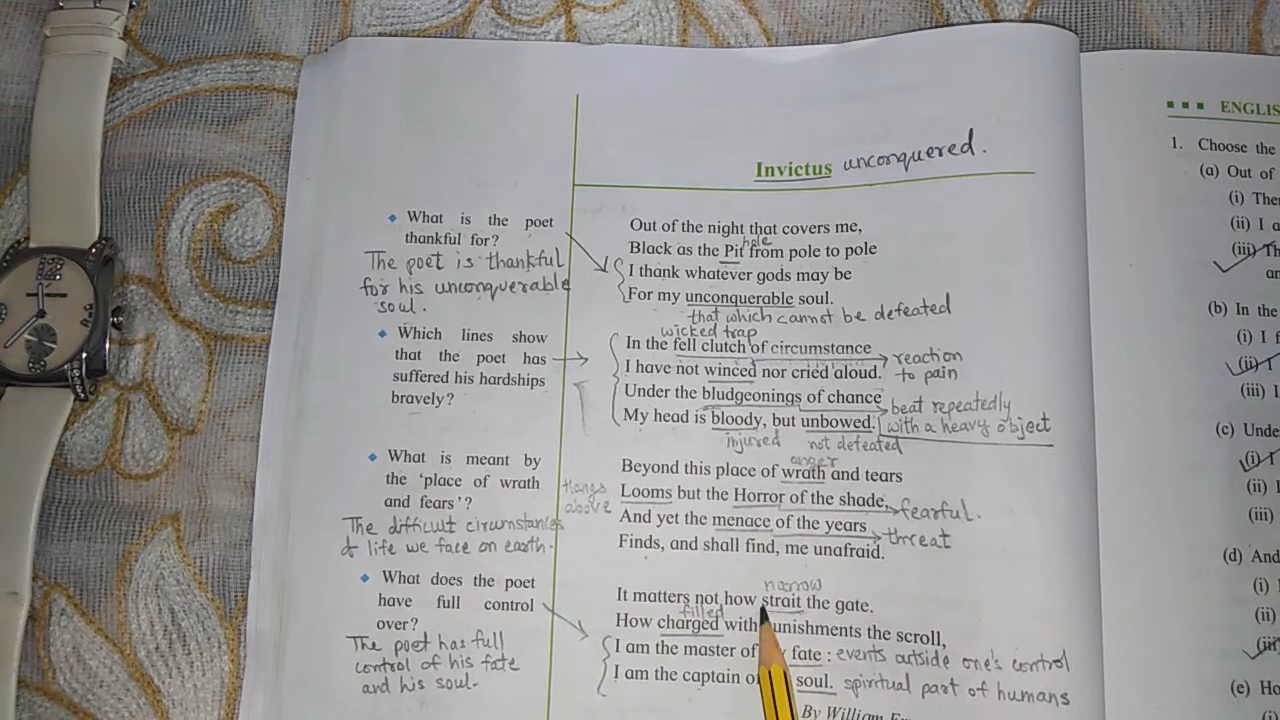 Invictus unconquered.
What is the poet
thankful for?
The poet is thankful
for his unconquerable
soul.
Out of the night that covers me,
hole
Black as the Pit from pole to pole
I thank whatever gods may be
For my unconquerable soul.
that which cannot be defeated
Which lines show
that the poet has
suffered his hardships
bravely?
wicked trap
In the fell clutch of circumstance
I have not winced nor cried aloud.
reaction
to pain
Under the bludgeonings of chance
My head is bloody, but unbowed.
beat repeatedly
with a heavy object
injured not defeated
What is meant by
the ‘place of wrath
and fears’?
The difficult circumstances
of life we face on earth.
anger
Beyond this place of wrath and tears
Hangs
above
Looms but the Horror of the shade,
fearful.
And yet the menace of the years
threat
Finds, and shall find, me unafraid.
What does the poet
have full control
over?
The poet has full
control of his fate
and his soul.
narrow
It matters not how strait the gate.
filled
How charged with unishments the scroll,
I am the master of fate : events outside one's control
I am the captain o soul. spiritual part of humans
By William
ENGLIS
1. Choose the
(a) Out of
(i) The
(ii) I a
(iii) Th
an
(b) In the
(i) I f
(ii) I
(iii) I
(c) Unde
(i) I
(ii)
(iii)
(d) And
(i)
(ii)
(iii)
(e) Ho